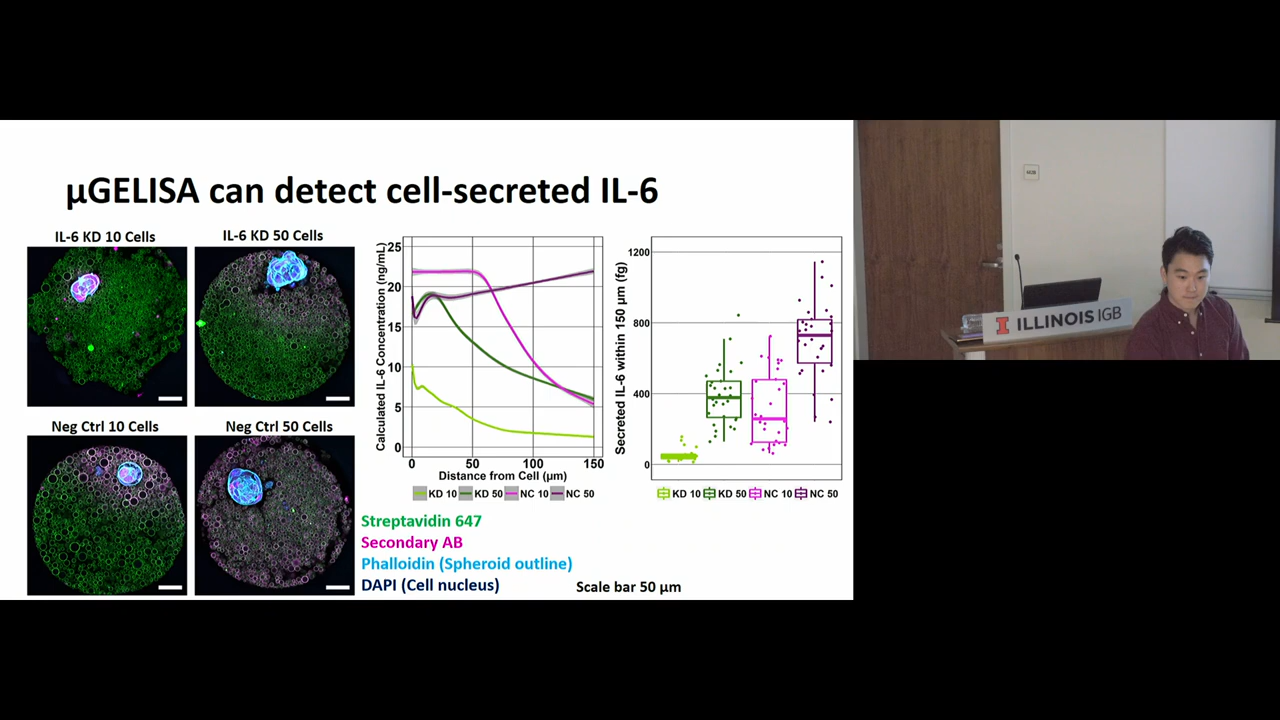 μGELISA can detect cell-secreted IL-6
IL-6 KD 10 Cells
IL-6 KD 50 Cells
Neg Ctrl 10 Cells
Neg Ctrl 50 Cells
Calculated IL-6 Concentration (ng/mL)
25
20
15
10
5
0
0 50 100 150
Distance from Cell (μm)
KD 10 KD 50 NC 10 NC 50
Secreted IL-6 within 150 μm (fg)
1200
800
400
0
KD 10 KD 50 NC 10 NC 50
Streptavidin 647
Secondary AB
Phalloidin (Spheroid outline)
DAPI (Cell nucleus)
Scale bar 50 μm
I ILLINOIS IGB